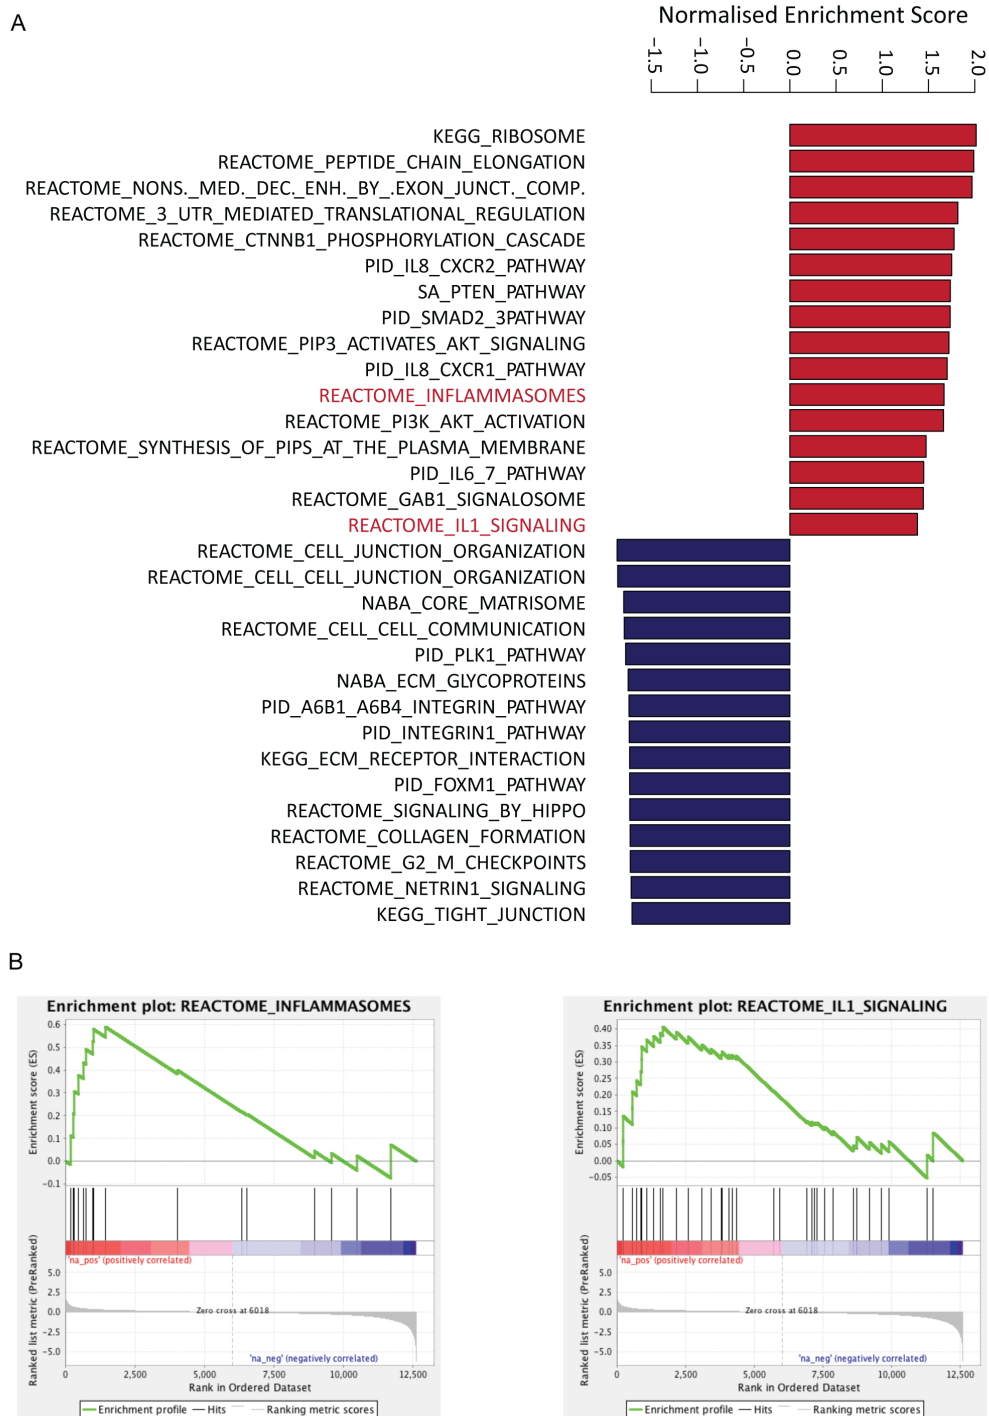 A
Normalised Enrichment Score
−1.5 −1.0 −0.5 0.0 0.5 1.0 1.5 2.0
KEGG_RIBOSOME
REACTOME_PEPTIDE_CHAIN_ELONGATION
REACTOME_NONS._MED._DEC._ENH._BY_.EXON_JUNCT._COMP.
REACTOME_3_UTR_MEDIATED_TRANSLATIONAL_REGULATION
REACTOME_CTNNB1_PHOSPHORYLATION_CASCADE
PID_IL8_CXCR2_PATHWAY
SA_PTEN_PATHWAY
PID_SMAD2_3PATHWAY
REACTOME_PIP3_ACTIVATES_AKT_SIGNALING
PID_IL8_CXCR1_PATHWAY
REACTOME_INFLAMMASOMES
REACTOME_PI3K_AKT_ACTIVATION
REACTOME_SYNTHESIS_OF_PIPS_AT_THE_PLASMA_MEMBRANE
PID_IL6_7_PATHWAY
REACTOME_GAB1_SIGNALOSOME
REACTOME_IL1_SIGNALING
REACTOME_CELL_JUNCTION_ORGANIZATION
REACTOME_CELL_CELL_JUNCTION_ORGANIZATION
NABA_CORE_MATRISOME
REACTOME_CELL_CELL_COMMUNICATION
PID_PLK1_PATHWAY
NABA_ECM_GLYCOPROTEINS
PID_A6B1_A6B4_INTEGRIN_PATHWAY
PID_INTEGRIN1_PATHWAY
KEGG_ECM_RECEPTOR_INTERACTION
PID_FOXM1_PATHWAY
REACTOME_SIGNALING_BY_HIPPO
REACTOME_COLLAGEN_FORMATION
REACTOME_G2_M_CHECKPOINTS
REACTOME_NETRIN1_SIGNALING
KEGG_TIGHT_JUNCTION
B
Enrichment plot: REACTOME_INFLAMMASOMES
Enrichment score (ES)
0.6
0.5
0.4
0.3
0.2
0.1
0.0
-0.1
'na_pos' (positively correlated)
Ranked list metric (PreRanked)
5.0
2.5
0.0
-2.5
-5.0
Zero cross at 6018
'na_neg' (negatively correlated)
0 2,500 5,000 7,500 10,000 12,500
Rank in Ordered Dataset
Enrichment profile Hits Ranking metric scores
Enrichment plot: REACTOME_IL1_SIGNALING
Enrichment score (ES)
0.40
0.35
0.30
0.25
0.20
0.15
0.10
0.05
0.00
-0.05
'na_pos' (positively correlated)
Ranked list metric (PreRanked)
5.0
2.5
0.0
-2.5
-5.0
Zero cross at 6018
'na_neg' (negatively correlated)
0 2,500 5,000 7,500 10,000 12,500
Rank in Ordered Dataset
Enrichment profile Hits Ranking metric scores